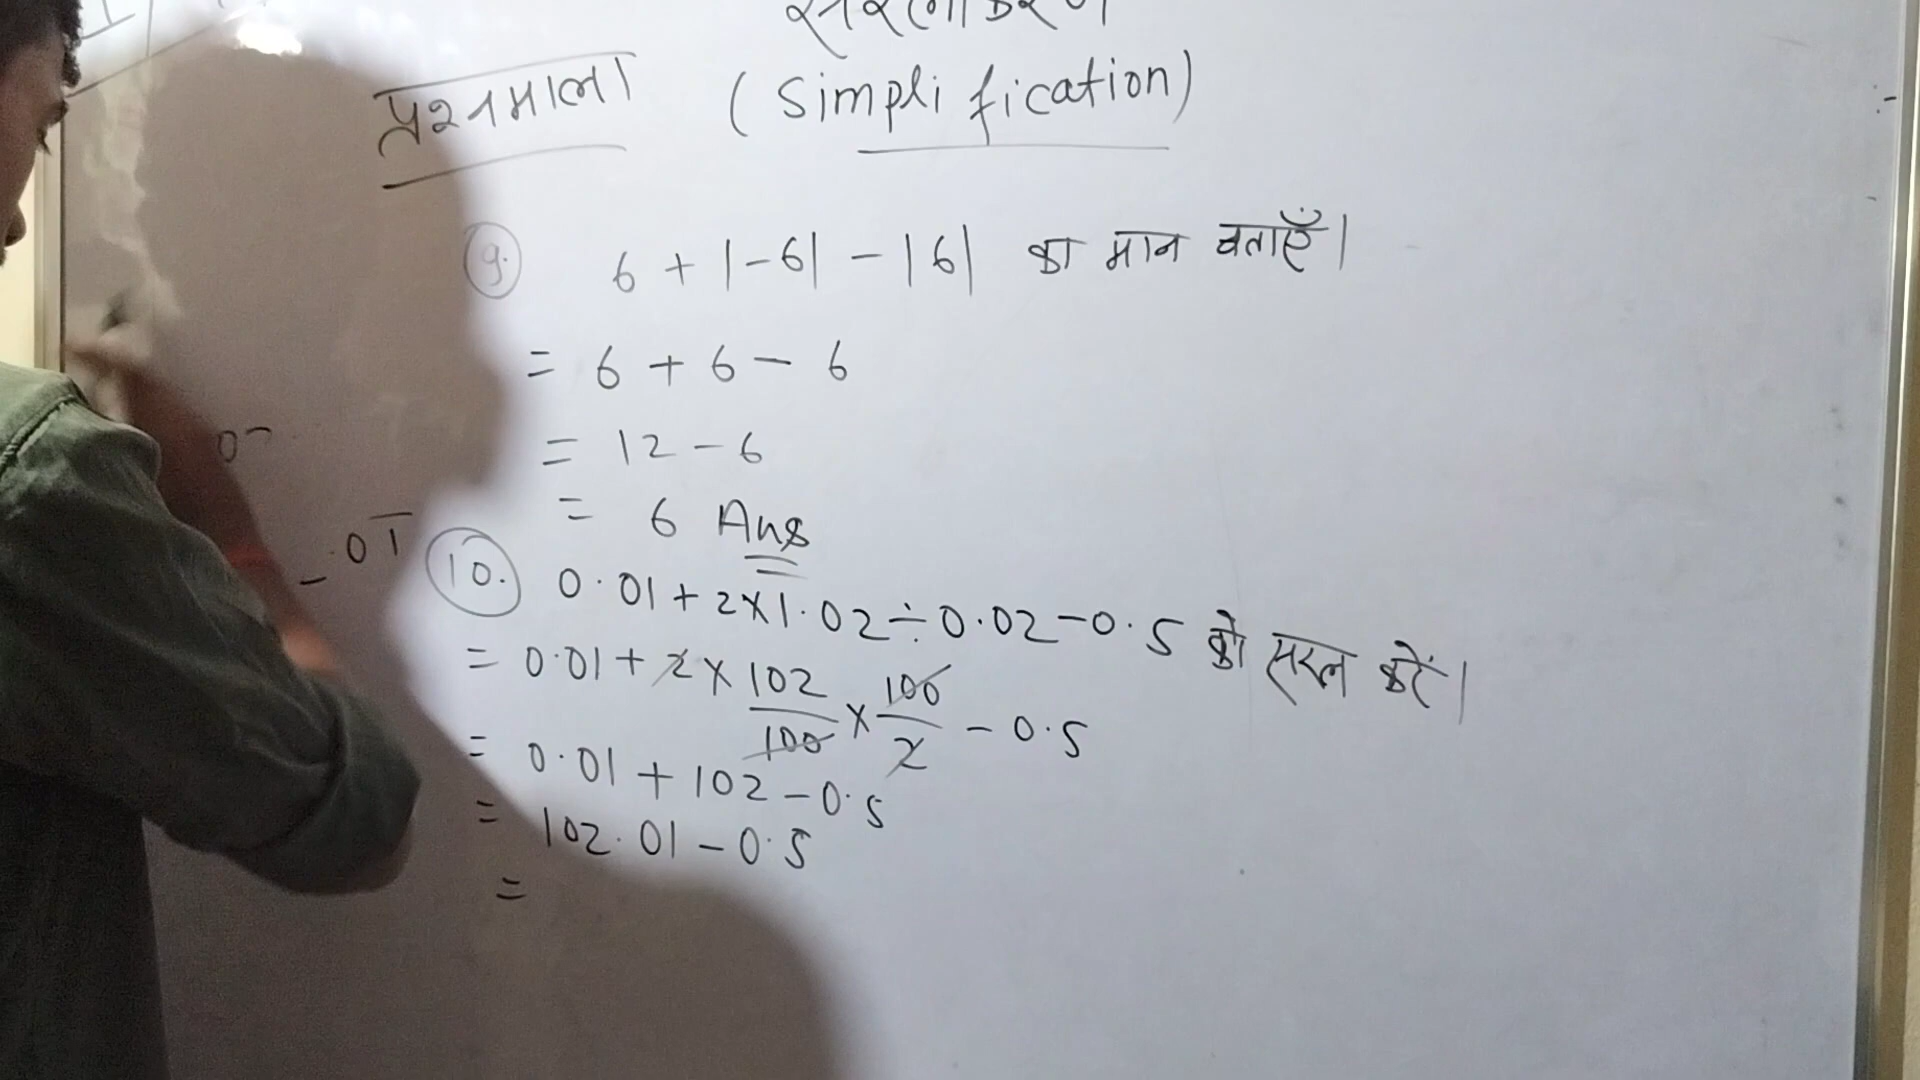 सरलीकरण
प्रश्नमाला (Simplification)
9. 6 + |-6| - |6| का मान बताएँ।
= 6 + 6 - 6
= 12 - 6
= 6 Ans
10. 0.01 + 2 × 1.02 ÷ 0.02 - 0.5 को सरल करें।
= 0.01 + 2 × 102/100 × 100/2 - 0.5
= 0.01 + 102 - 0.5
= 102.01 - 0.5
=